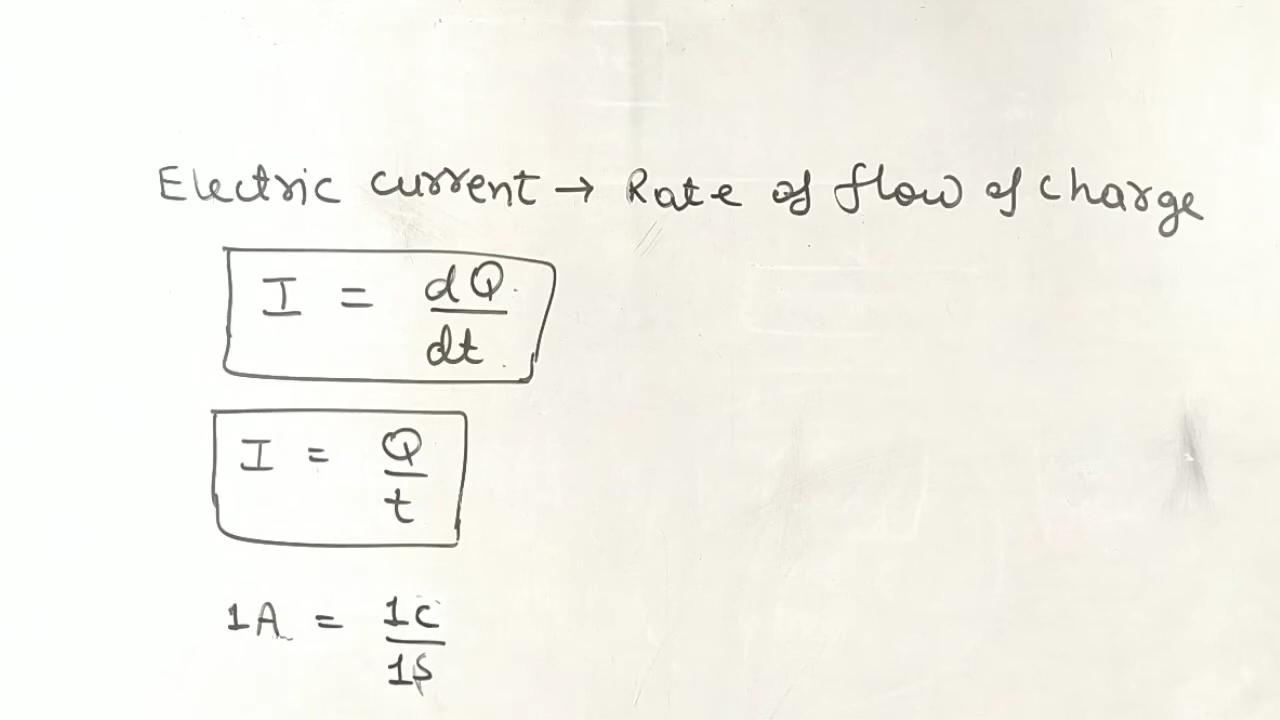 Electric current → Rate of flow of charge
I = dQ/dt
I = Q/t
1A = 1C/1S